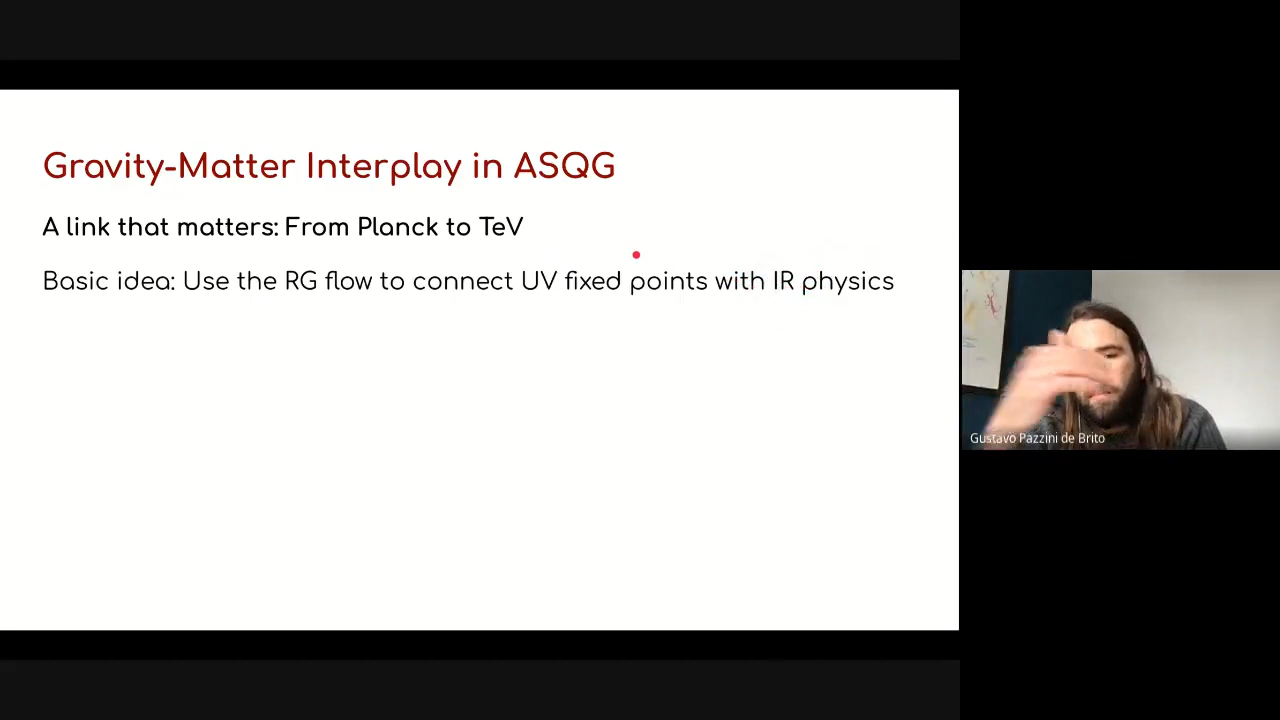 Gravity-Matter Interplay in ASQG
A link that matters: From Planck to TeV
Basic idea: Use the RG flow to connect UV fixed points with IR physics
Gustavo Pazzini de Brito